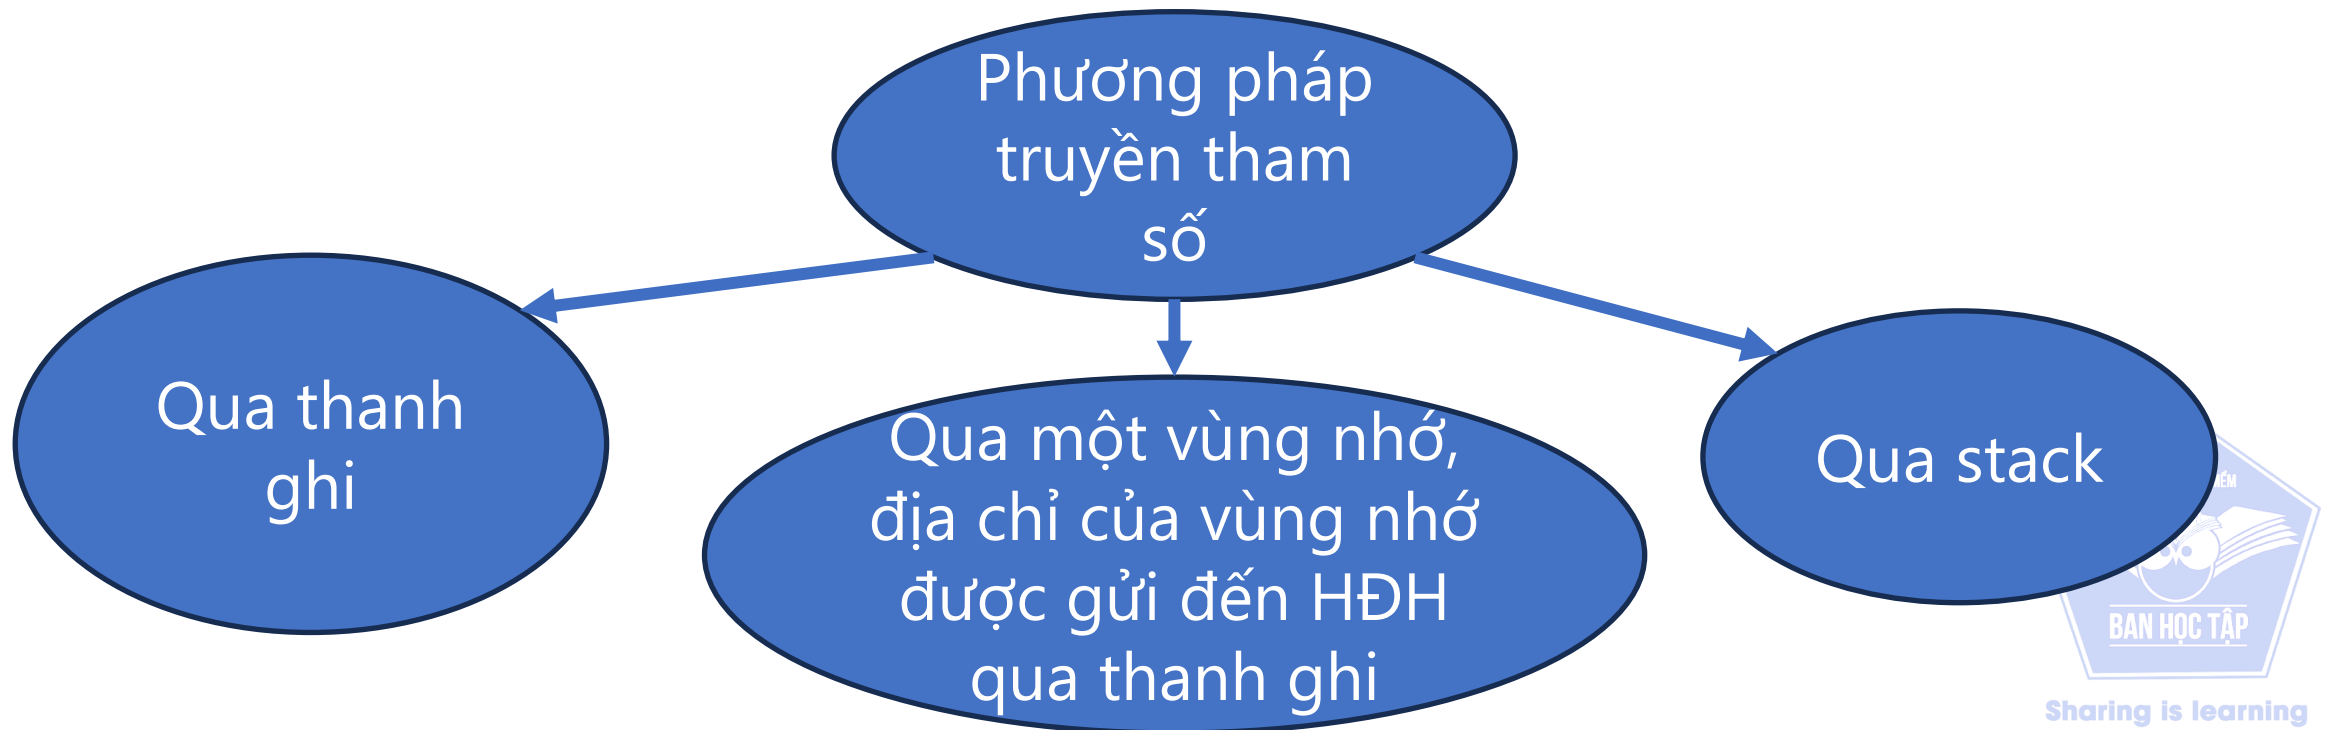 Phương pháp
truyền tham
số
Qua thanh
ghi
Qua một vùng nhớ,
địa chỉ của vùng nhớ
được gửi đến HĐH
qua thanh ghi
Qua stack
BAN HỌC TẬP
Sharing is learning